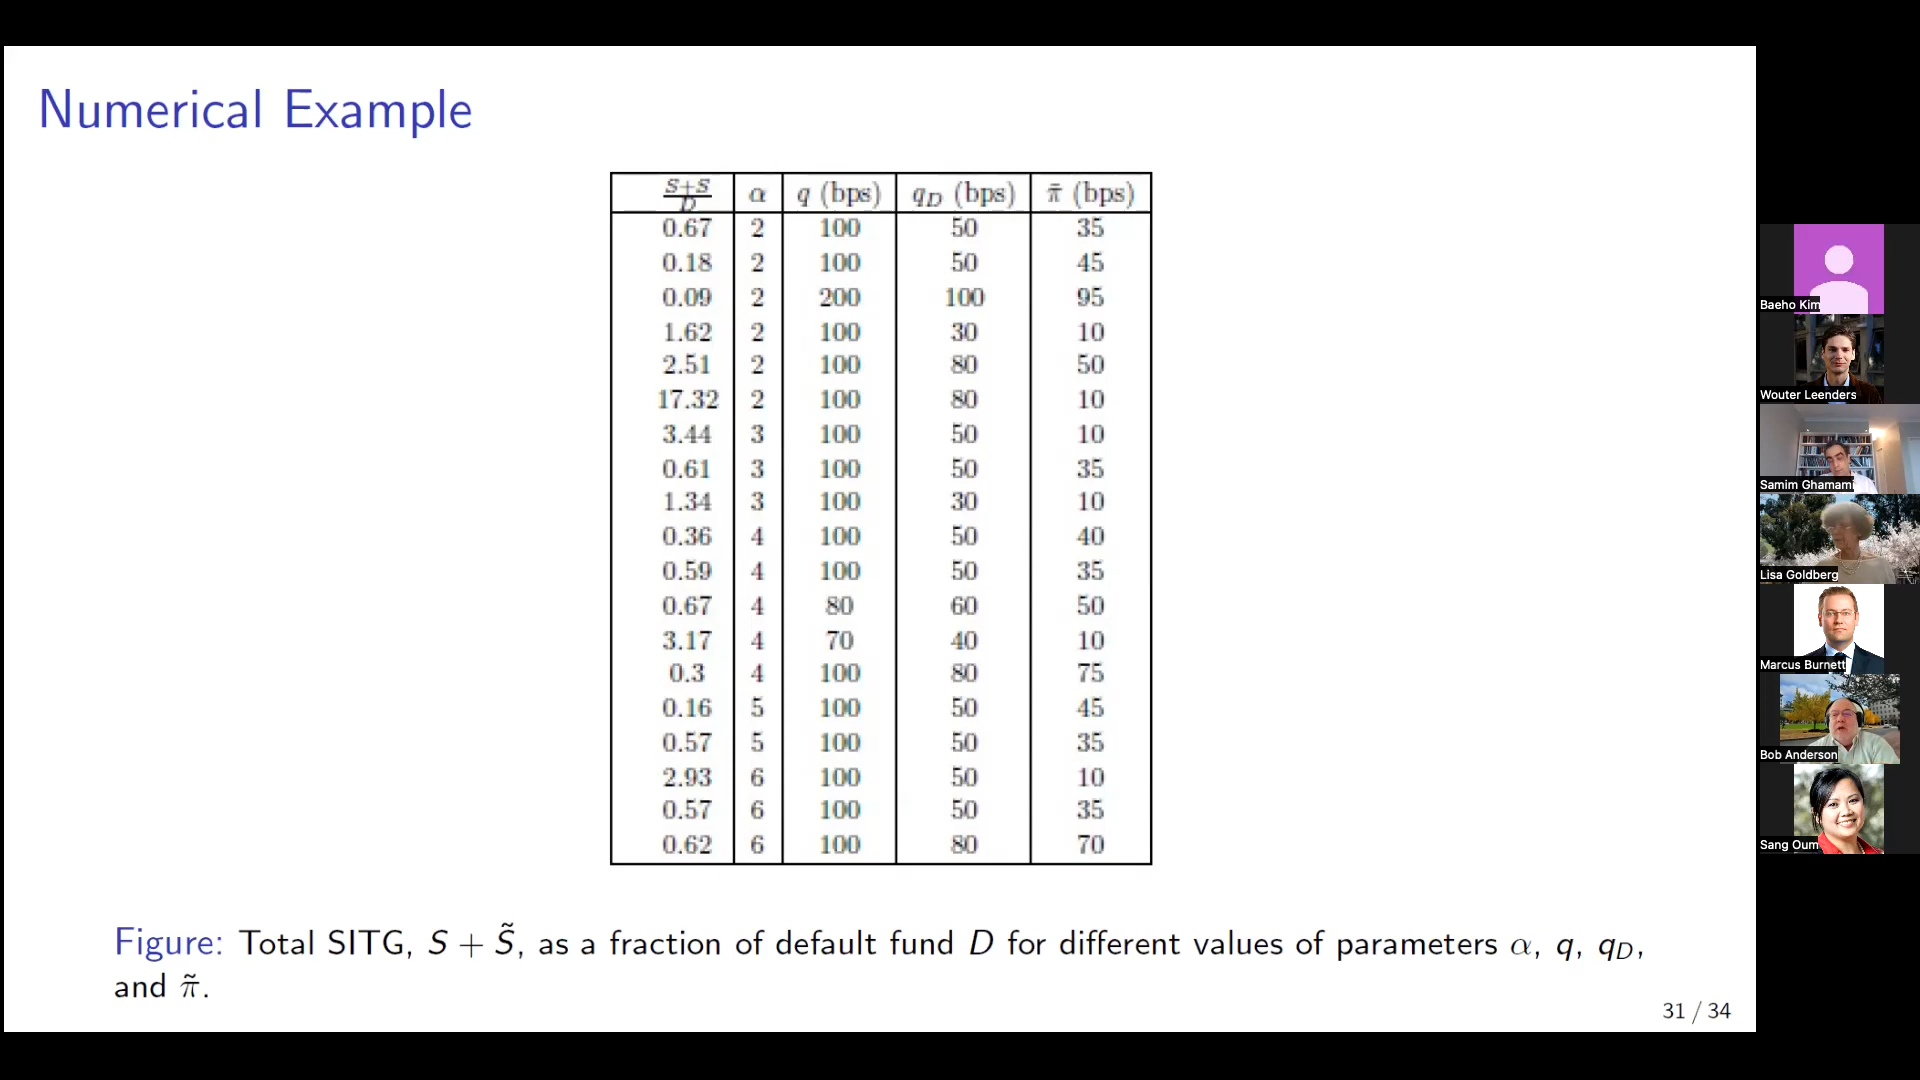 Numerical Example
S+S/D α q (bps) q_D (bps) π̃ (bps)
0.67 2 100 50 35
0.18 2 100 50 45
0.09 2 200 100 95
1.62 2 100 30 10
2.51 2 100 80 50
17.32 2 100 80 10
3.44 3 100 50 10
0.61 3 100 50 35
1.34 3 100 30 10
0.36 4 100 50 40
0.59 4 100 50 35
0.67 4 80 60 50
3.17 4 70 40 10
0.3 4 100 80 75
0.16 5 100 50 45
0.57 5 100 50 35
2.93 6 100 50 10
0.57 6 100 50 35
0.62 6 100 80 70
Figure: Total SITG, S + S̃, as a fraction of default fund D for different values of parameters α, q, q_D,
and π̃.
31 / 34
Baeho Kim
Wouter Leenders
Samim Ghamami
Lisa Goldberg
Marcus Burnett
Bob Anderson
Sang Oum